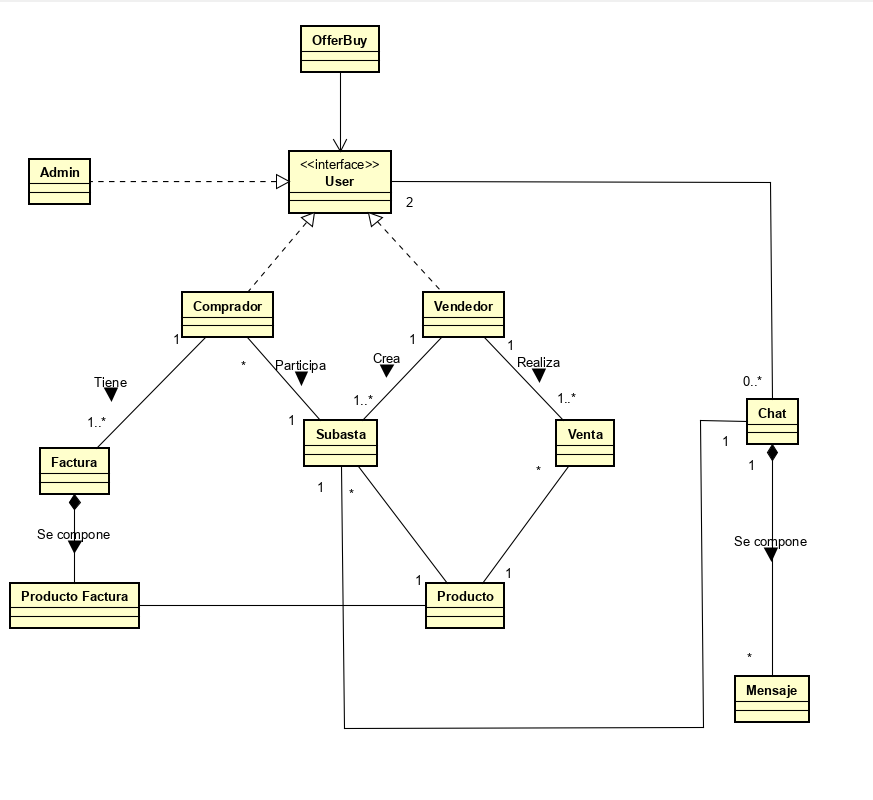 OfferBuy
<<interface>>
User
Admin
2
Comprador
Vendedor
1
*
Participa
Crea
1
1
Realiza
Tiene
1..*
1..*
1..*
0..*
1
Subasta
Venta
Chat
1
Factura
1
*
*
1
Se compone
Se compone
1
1
Producto Factura
Producto
*
Mensaje